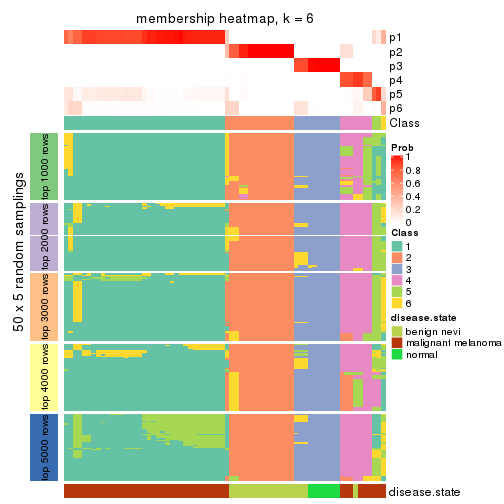 membership heatmap, k = 6
p1
p2
p3
p4
p5
p6
Class
50 x 5 random samplings
top 1000 rows
top 2000 rows
top 3000 rows
top 4000 rows
top 5000 rows
Prob
1
0.8
0.6
0.4
0.2
0
Class
1
2
3
4
5
6
disease.state
benign nevi
malignant melanoma
normal
disease.state